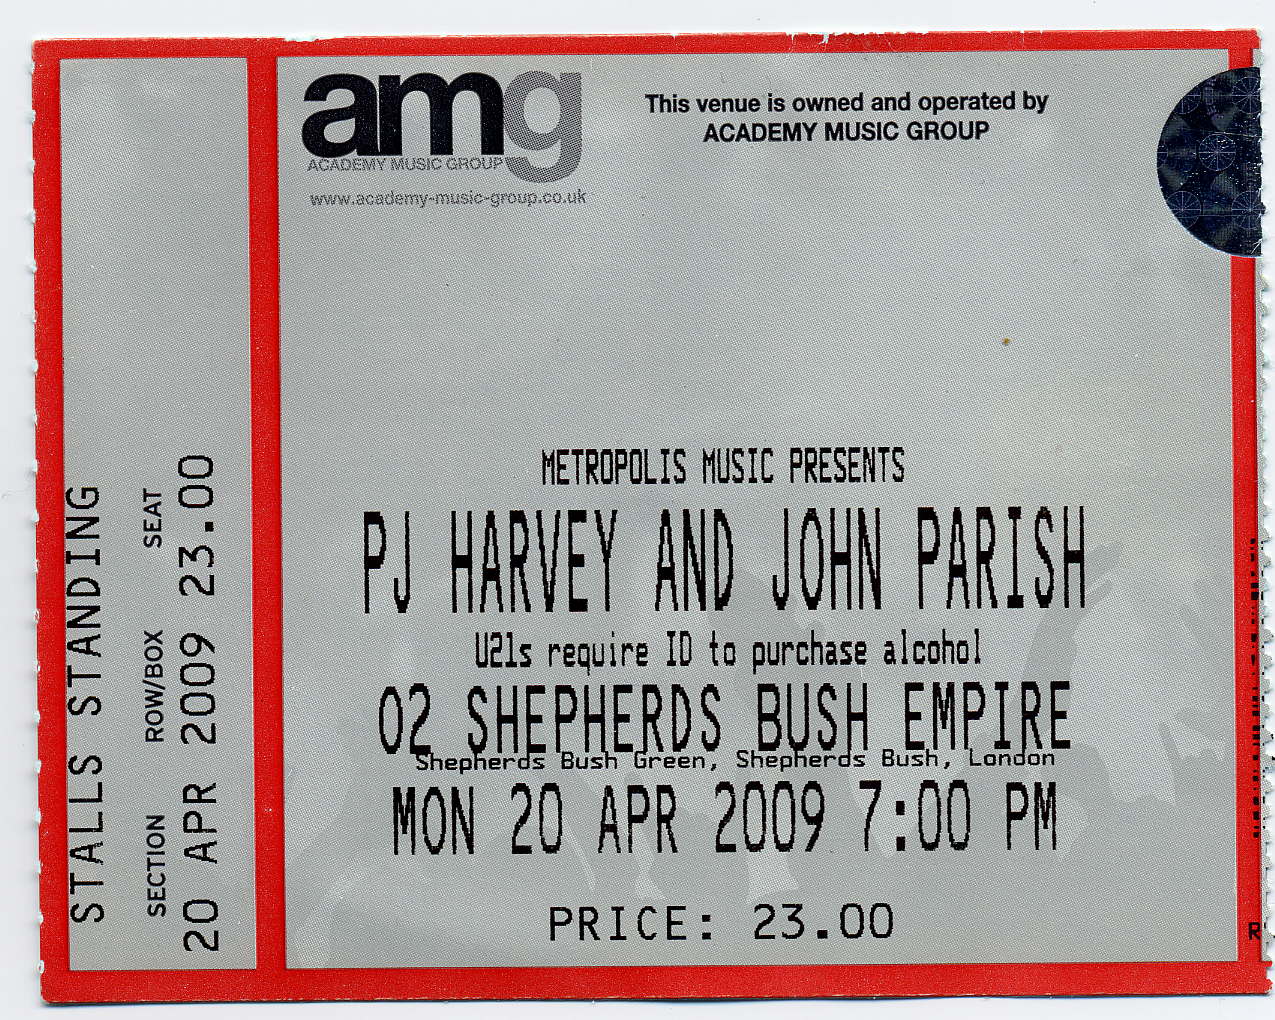 STALLS STANDING
SECTION ROW/BOX SEAT
20 APR 2009 23.00
amg
ACADEMY MUSIC GROUP
www.academy-music-group.co.uk
This venue is owned and operated by
ACADEMY MUSIC GROUP
METROPOLIS MUSIC PRESENTS
PJ HARVEY AND JOHN PARISH
U21s require ID to purchase alcohol
O2 SHEPHERDS BUSH EMPIRE
Shepherds Bush Green, Shepherds Bush, London
MON 20 APR 2009 7:00 PM
PRICE: 23.00